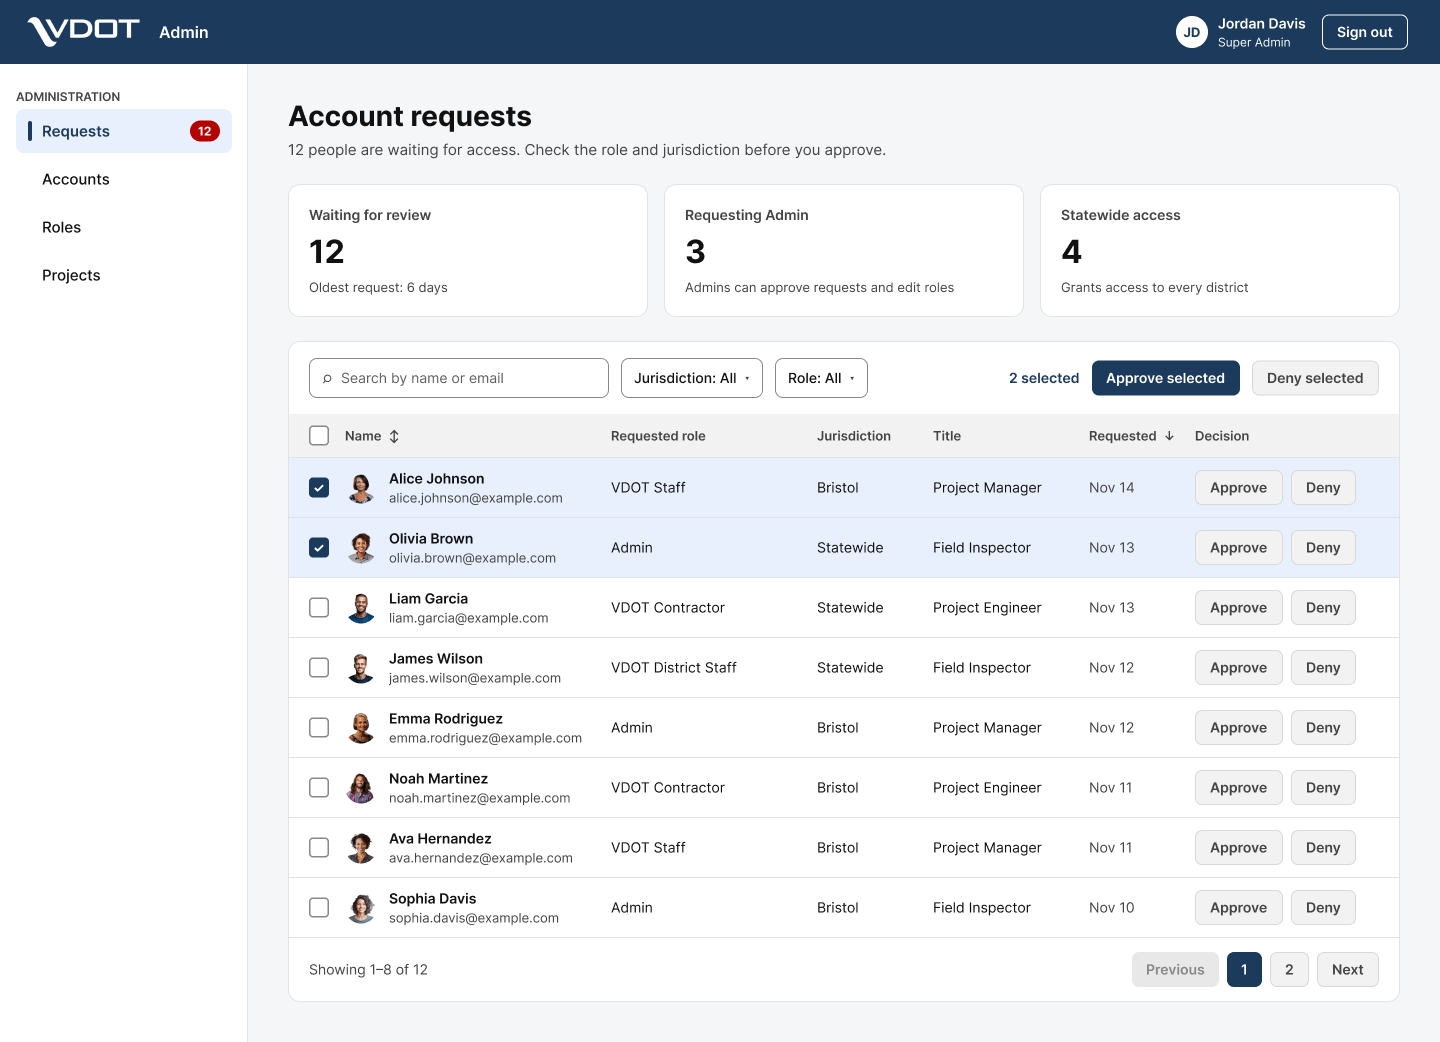 VDOT Admin
JD Jordan Davis
Super Admin
Sign out
ADMINISTRATION
Requests 12
Accounts
Roles
Projects
Account requests
12 people are waiting for access. Check the role and jurisdiction before you approve.
Waiting for review
12
Oldest request: 6 days
Requesting Admin
3
Admins can approve requests and edit roles
Statewide access
4
Grants access to every district
Search by name or email
Jurisdiction: All
Role: All
2 selected
Approve selected
Deny selected
Name Requested role Jurisdiction Title Requested Decision
Alice Johnson
alice.johnson@example.com
VDOT Staff Bristol Project Manager Nov 14 Approve Deny
Olivia Brown
olivia.brown@example.com
Admin Statewide Field Inspector Nov 13 Approve Deny
Liam Garcia
liam.garcia@example.com
VDOT Contractor Statewide Project Engineer Nov 13 Approve Deny
James Wilson
james.wilson@example.com
VDOT District Staff Statewide Field Inspector Nov 12 Approve Deny
Emma Rodriguez
emma.rodriguez@example.com
Admin Bristol Project Manager Nov 12 Approve Deny
Noah Martinez
noah.martinez@example.com
VDOT Contractor Bristol Project Engineer Nov 11 Approve Deny
Ava Hernandez
ava.hernandez@example.com
VDOT Staff Bristol Project Manager Nov 11 Approve Deny
Sophia Davis
sophia.davis@example.com
Admin Bristol Field Inspector Nov 10 Approve Deny
Showing 1–8 of 12
Previous 1 2 Next